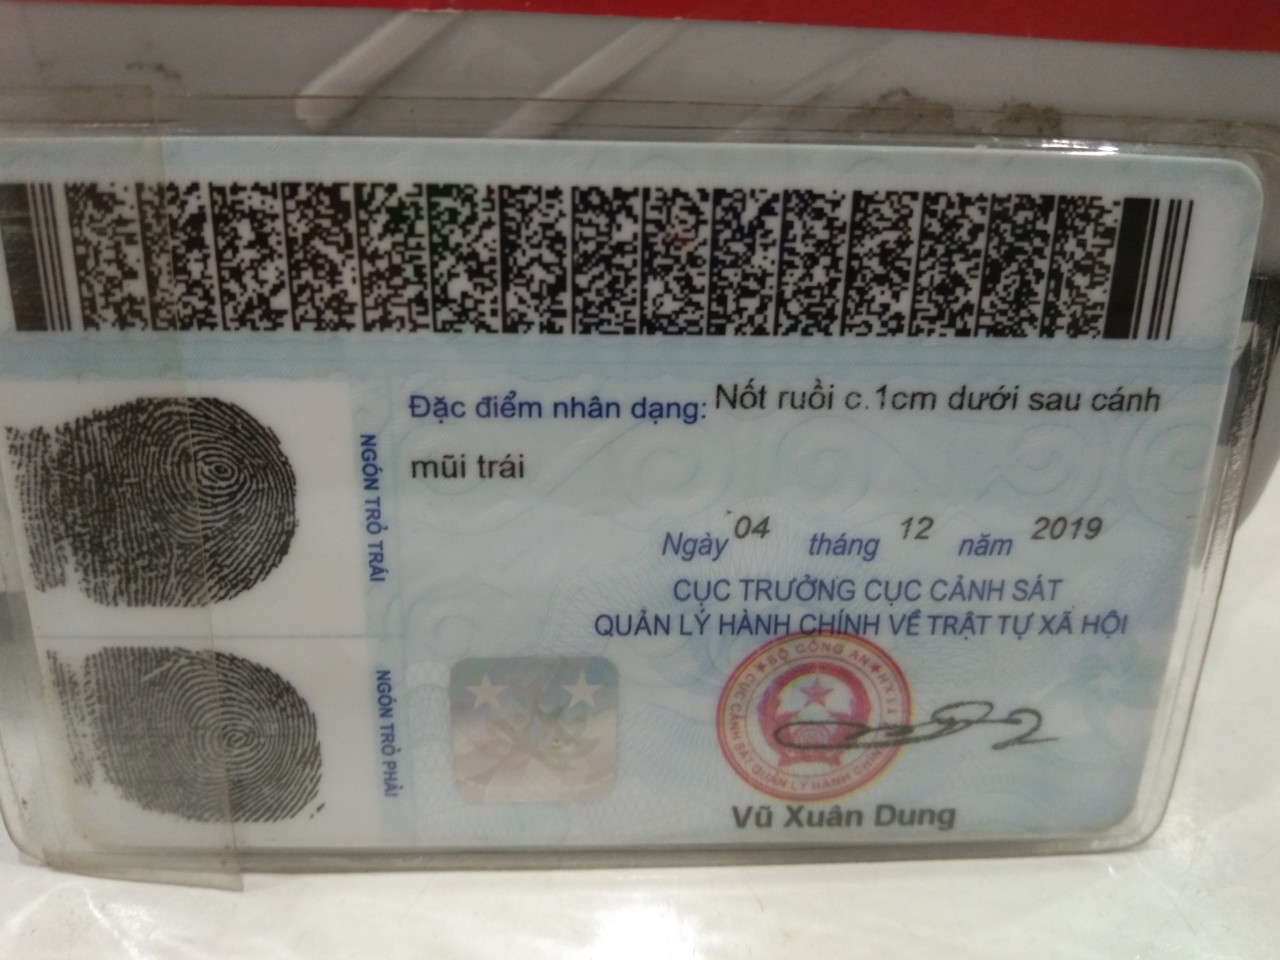 Đặc điểm nhân dạng: Nốt ruồi c.1cm dưới sau cánh
mũi trái
NGÓN TRỎ TRÁI
Ngày 04 tháng 12 năm 2019
CỤC TRƯỞNG CỤC CẢNH SÁT
QUẢN LÝ HÀNH CHÍNH VỀ TRẬT TỰ XÃ HỘI
NGÓN TRỎ PHẢI
BỘ CÔNG AN
CỤC CẢNH SÁT QUẢN LÝ HÀNH CHÍNH
Vũ Xuân Dung